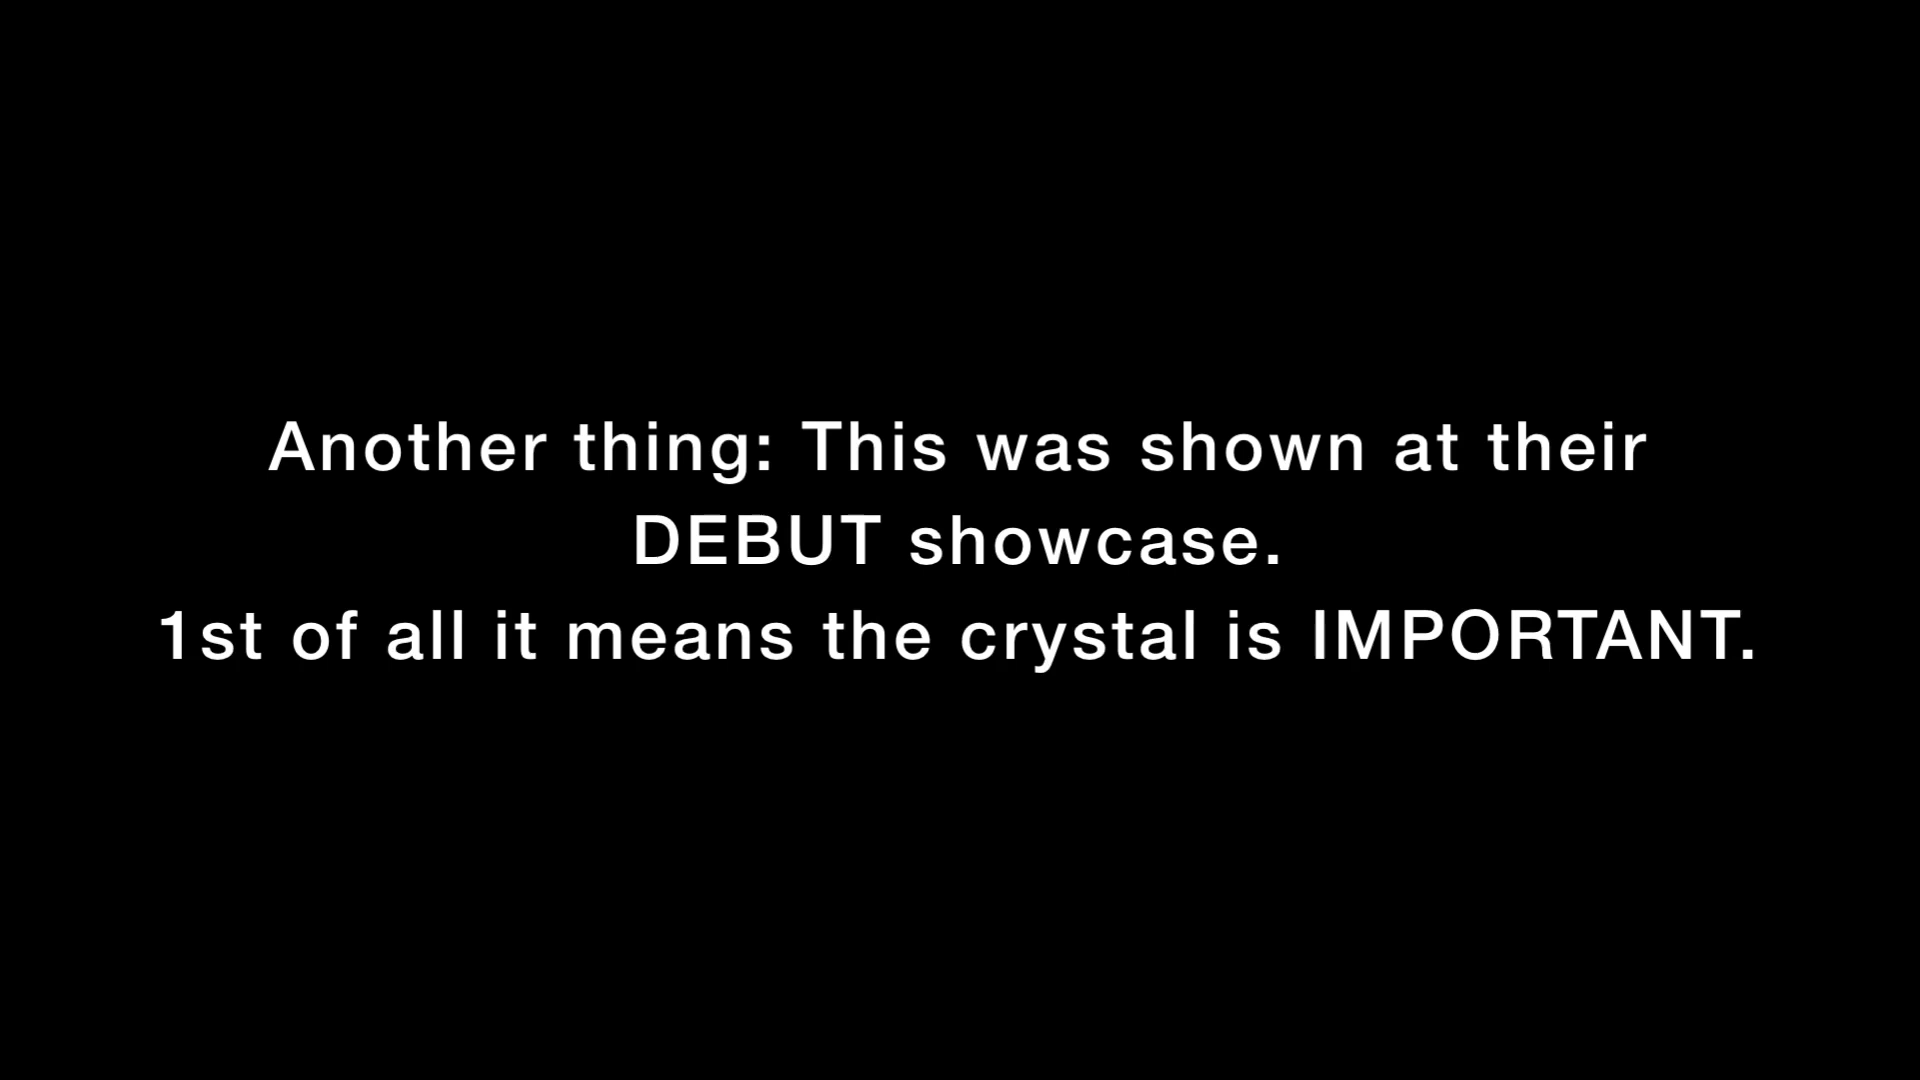 Another thing: This was shown at their
DEBUT showcase.
1st of all it means the crystal is IMPORTANT.